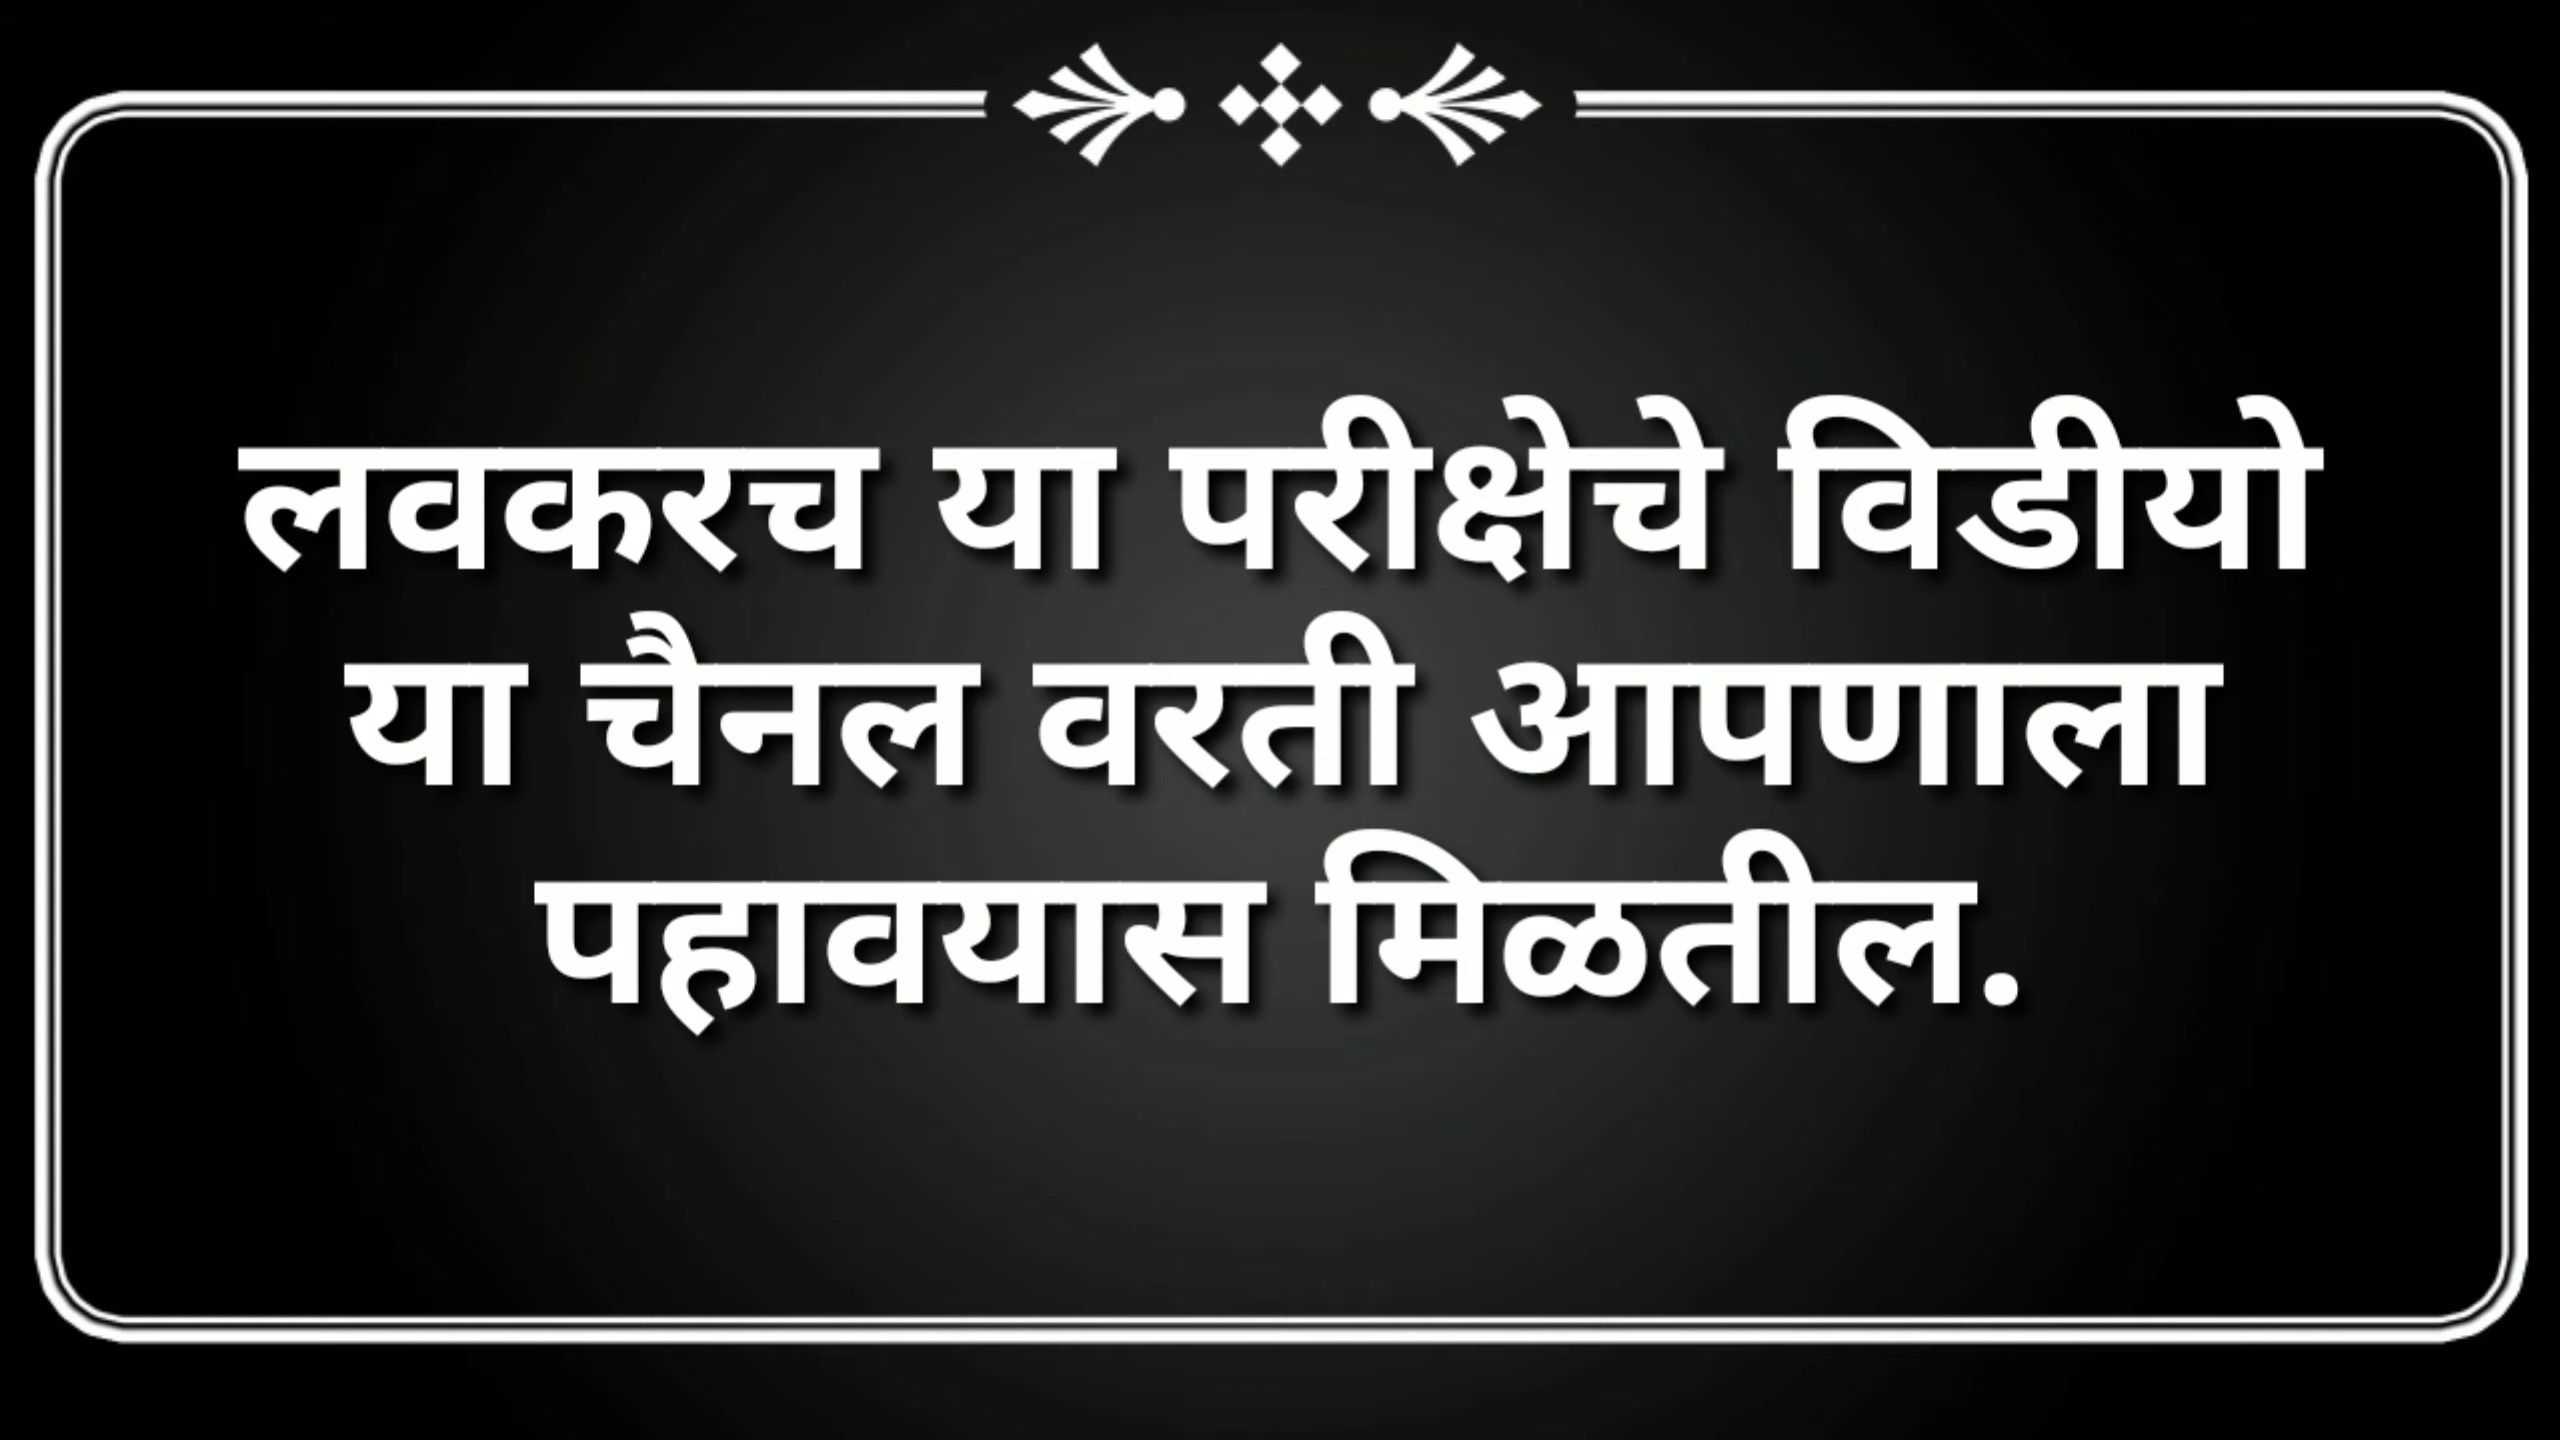 लवकरच या परीक्षेचे विडीयो
या चैनल वरती आपणाला
पहावयास मिळतील.